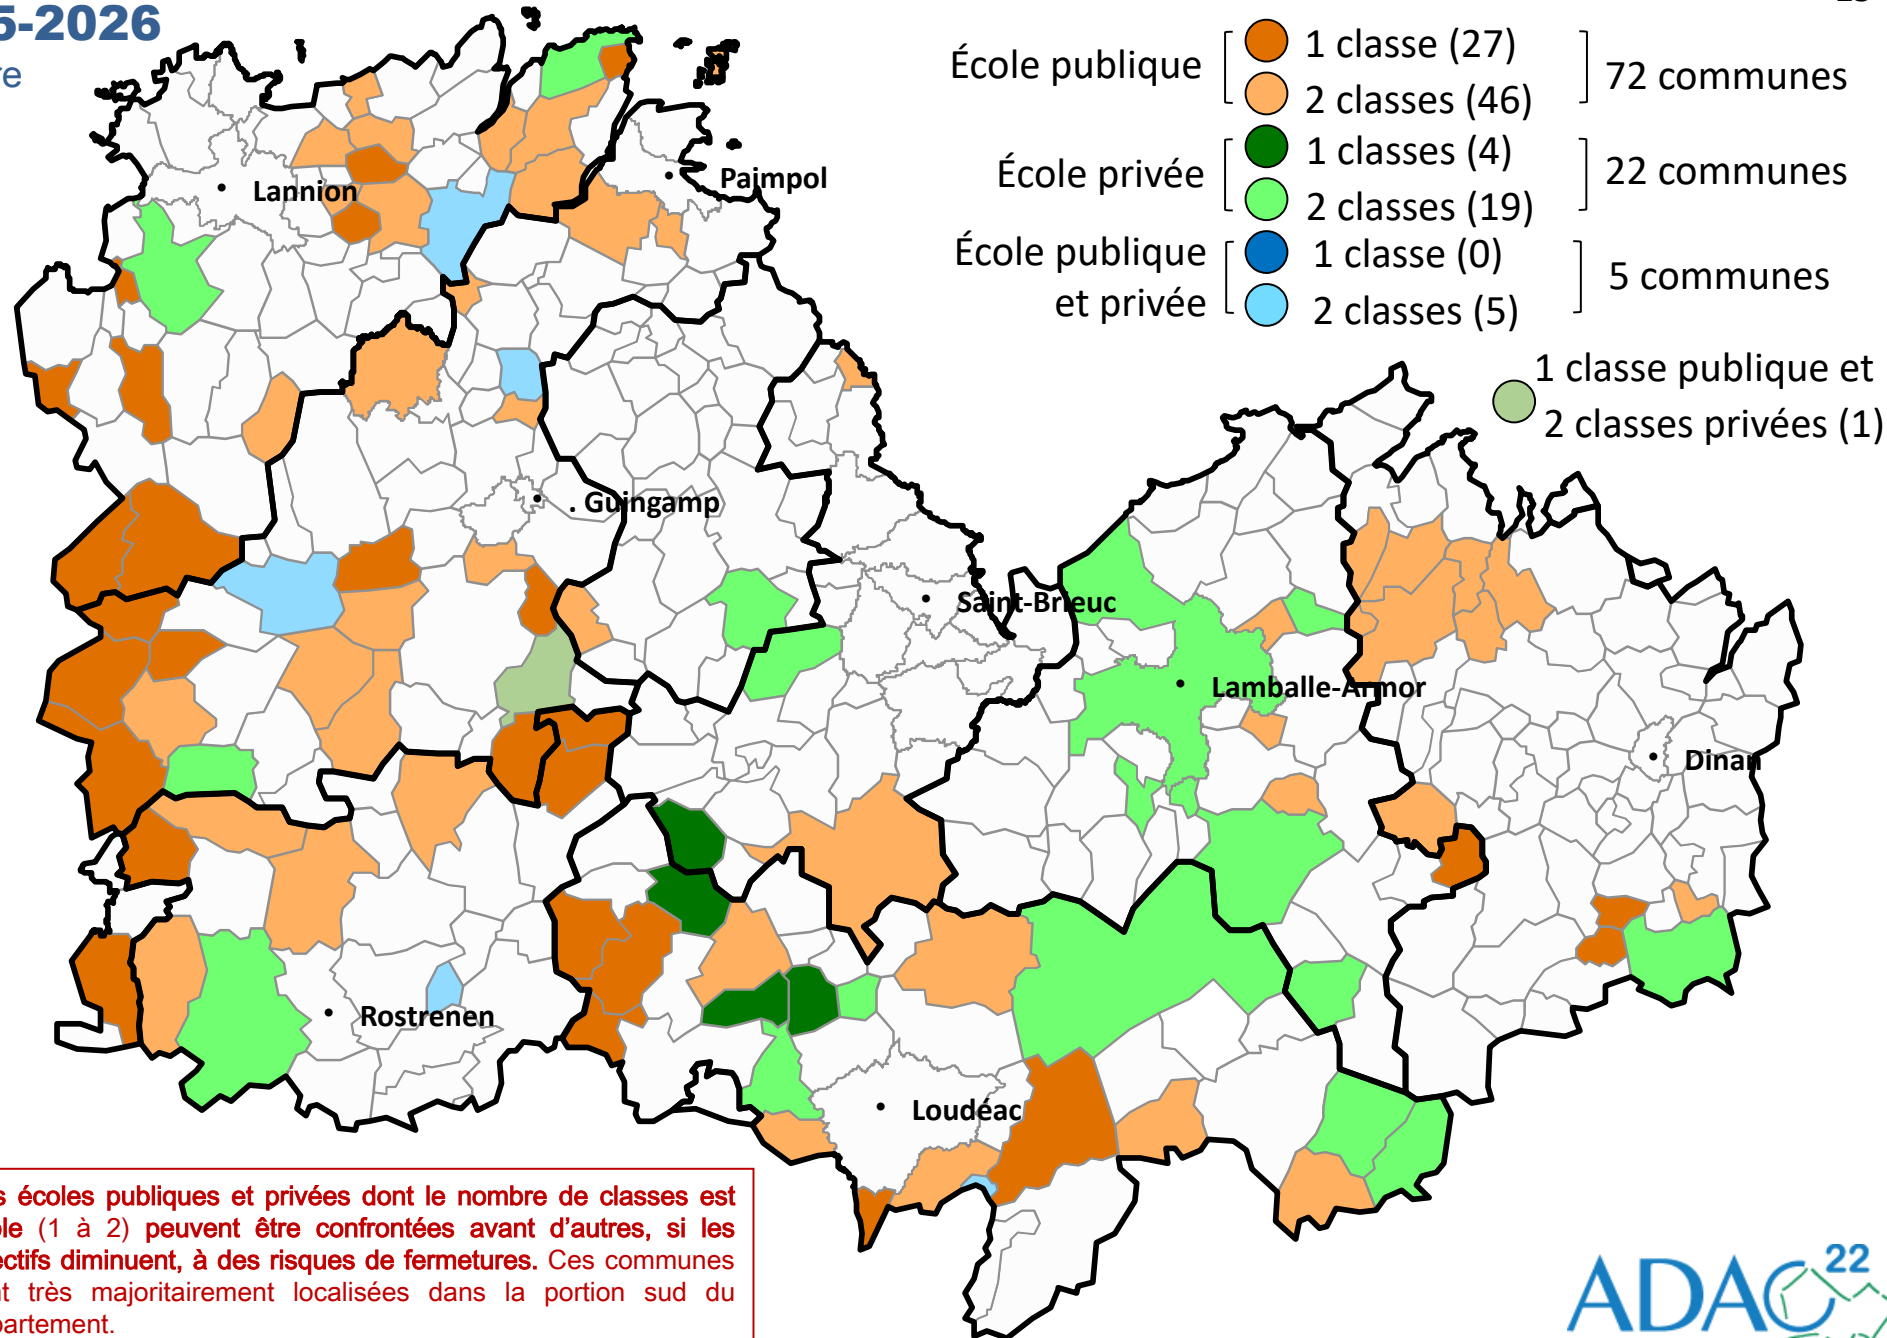 5-2026
re
École publique
1 classe (27)
2 classes (46)
72 communes
École privée
1 classes (4)
2 classes (19)
22 communes
École publique
et privée
1 classe (0)
2 classes (5)
5 communes
1 classe publique et
2 classes privées (1)
Lannion
Paimpol
. Guingamp
Saint-Brieuc
Lamballe-Armor
Dinan
Rostrenen
Loudéac
s écoles publiques et privées dont le nombre de classes est
ble (1 à 2) peuvent être confrontées avant d'autres, si les
ectifs diminuent, à des risques de fermetures. Ces communes
nt très majoritairement localisées dans la portion sud du
partement.
ADAC 22